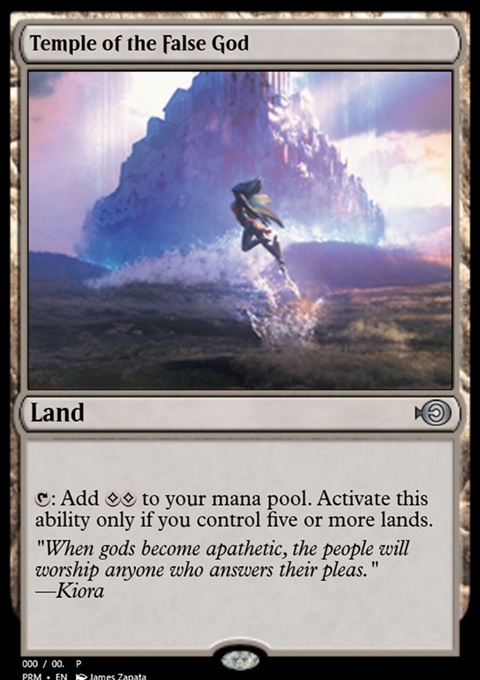 Temple of the False God
Land
: Add to your mana pool. Activate this
ability only if you control five or more lands.
"When gods become apathetic, the people will
worship anyone who answers their pleas."
—Kiora
000 / 00. P
PRM • EN James Zapata